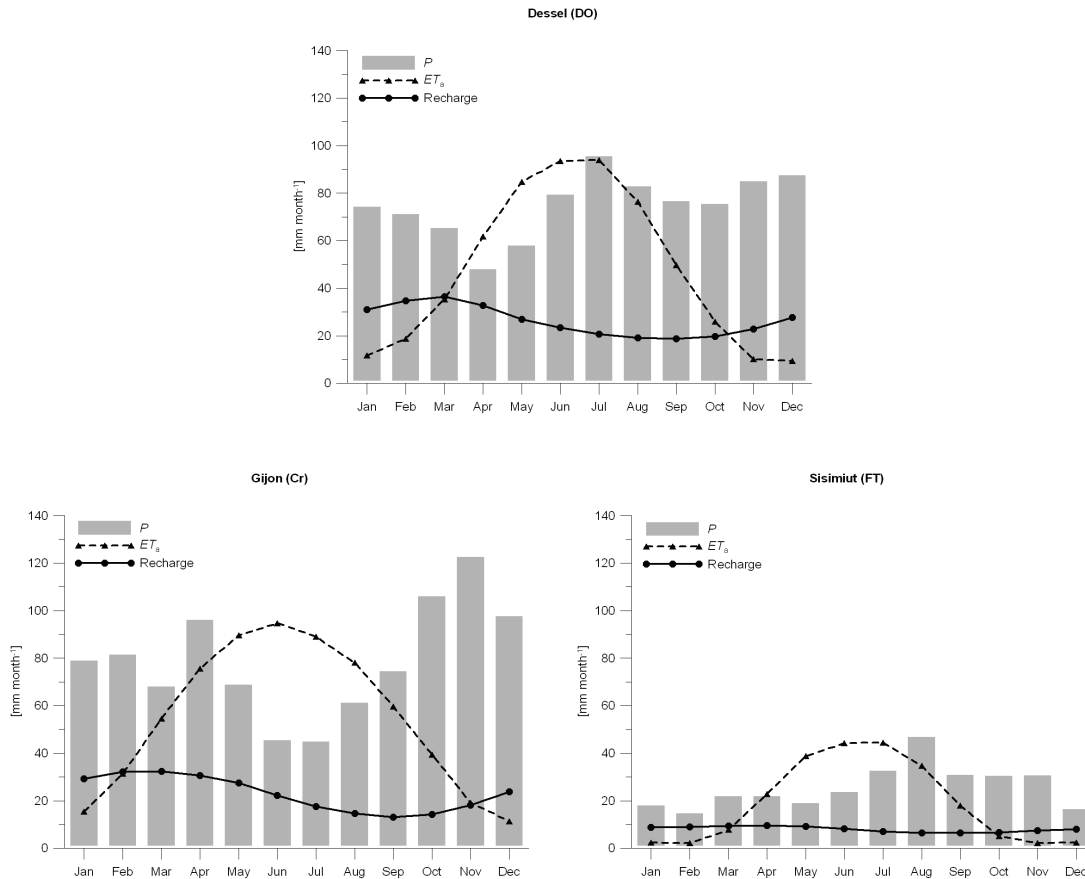 Dessel (DO)
140
120
100
80
60
40
20
0
[mm month⁻¹]
P
ETₐ
Recharge
Jan Feb Mar Apr May Jun Jul Aug Sep Oct Nov Dec
Gijon (Cr)
140
120
100
80
60
40
20
0
[mm month⁻¹]
P
ETₐ
Recharge
Jan Feb Mar Apr May Jun Jul Aug Sep Oct Nov Dec
Sisimiut (FT)
140
120
100
80
60
40
20
0
[mm month⁻¹]
P
ETₐ
Recharge
Jan Feb Mar Apr May Jun Jul Aug Sep Oct Nov Dec